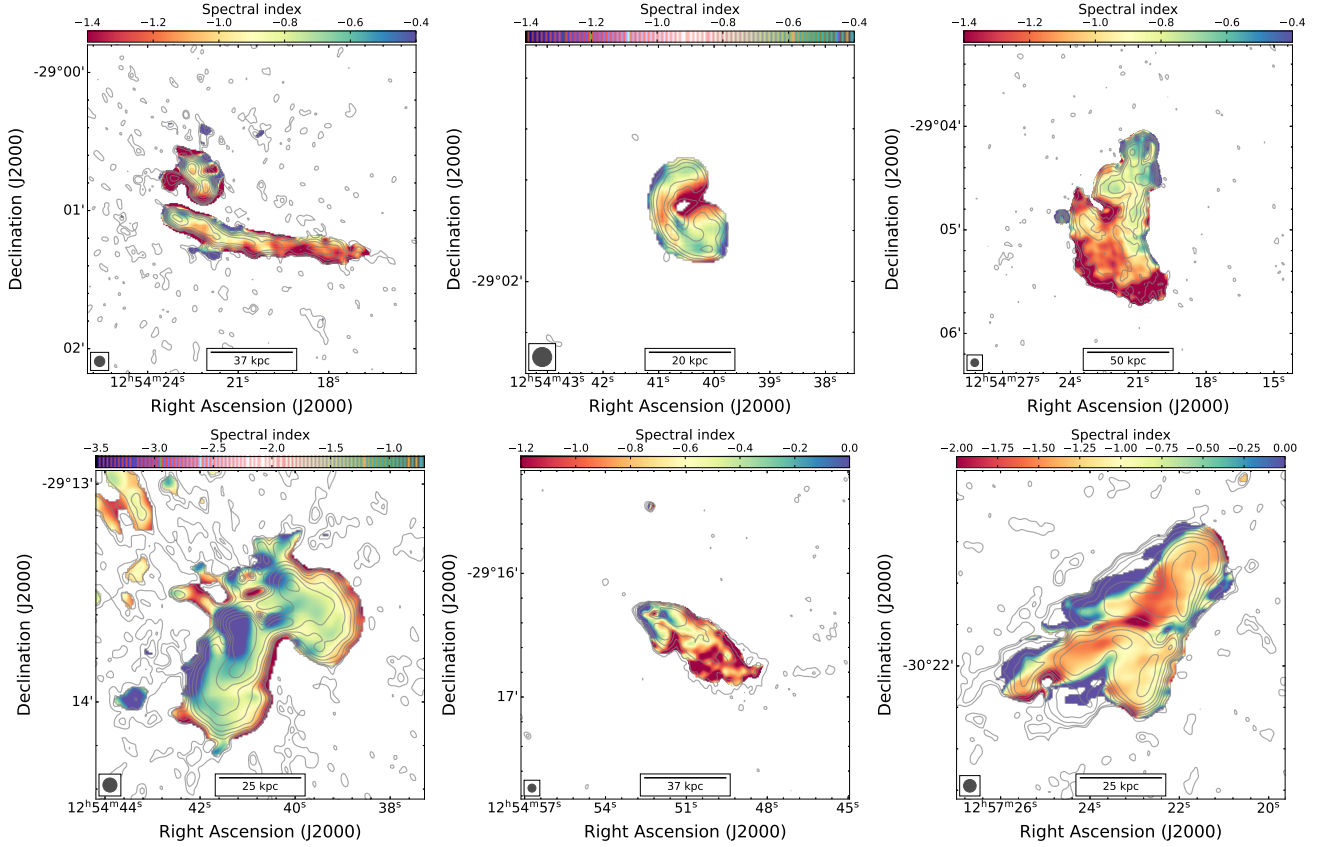 Spectral index
−1.4 −1.2 −1.0 −0.8 −0.6 −0.4
Declination (J2000)
-29°00'
01'
02'
37 kpc
12ʰ54ᵐ24ˢ 21ˢ 18ˢ
Right Ascension (J2000)
Spectral index
−1.4 −1.2 −1.0 −0.8 −0.6 −0.4
Declination (J2000)
-29°02'
20 kpc
12ʰ54ᵐ43ˢ 42ˢ 41ˢ 40ˢ 39ˢ 38ˢ
Right Ascension (J2000)
Spectral index
−1.4 −1.2 −1.0 −0.8 −0.6 −0.4
Declination (J2000)
-29°04'
05'
06'
50 kpc
12ʰ54ᵐ27ˢ 24ˢ 21ˢ 18ˢ 15ˢ
Right Ascension (J2000)
Spectral index
−3.5 −3.0 −2.5 −2.0 −1.5 −1.0
Declination (J2000)
-29°13'
14'
25 kpc
12ʰ54ᵐ44ˢ 42ˢ 40ˢ 38ˢ
Right Ascension (J2000)
Spectral index
−1.2 −1.0 −0.8 −0.6 −0.4 −0.2 0.0
Declination (J2000)
-29°16'
17'
37 kpc
12ʰ54ᵐ57ˢ 54ˢ 51ˢ 48ˢ 45ˢ
Right Ascension (J2000)
Spectral index
−2.00 −1.75 −1.50 −1.25 −1.00 −0.75 −0.50 −0.25 0.00
Declination (J2000)
-30°22'
25 kpc
12ʰ57ᵐ26ˢ 24ˢ 22ˢ 20ˢ
Right Ascension (J2000)